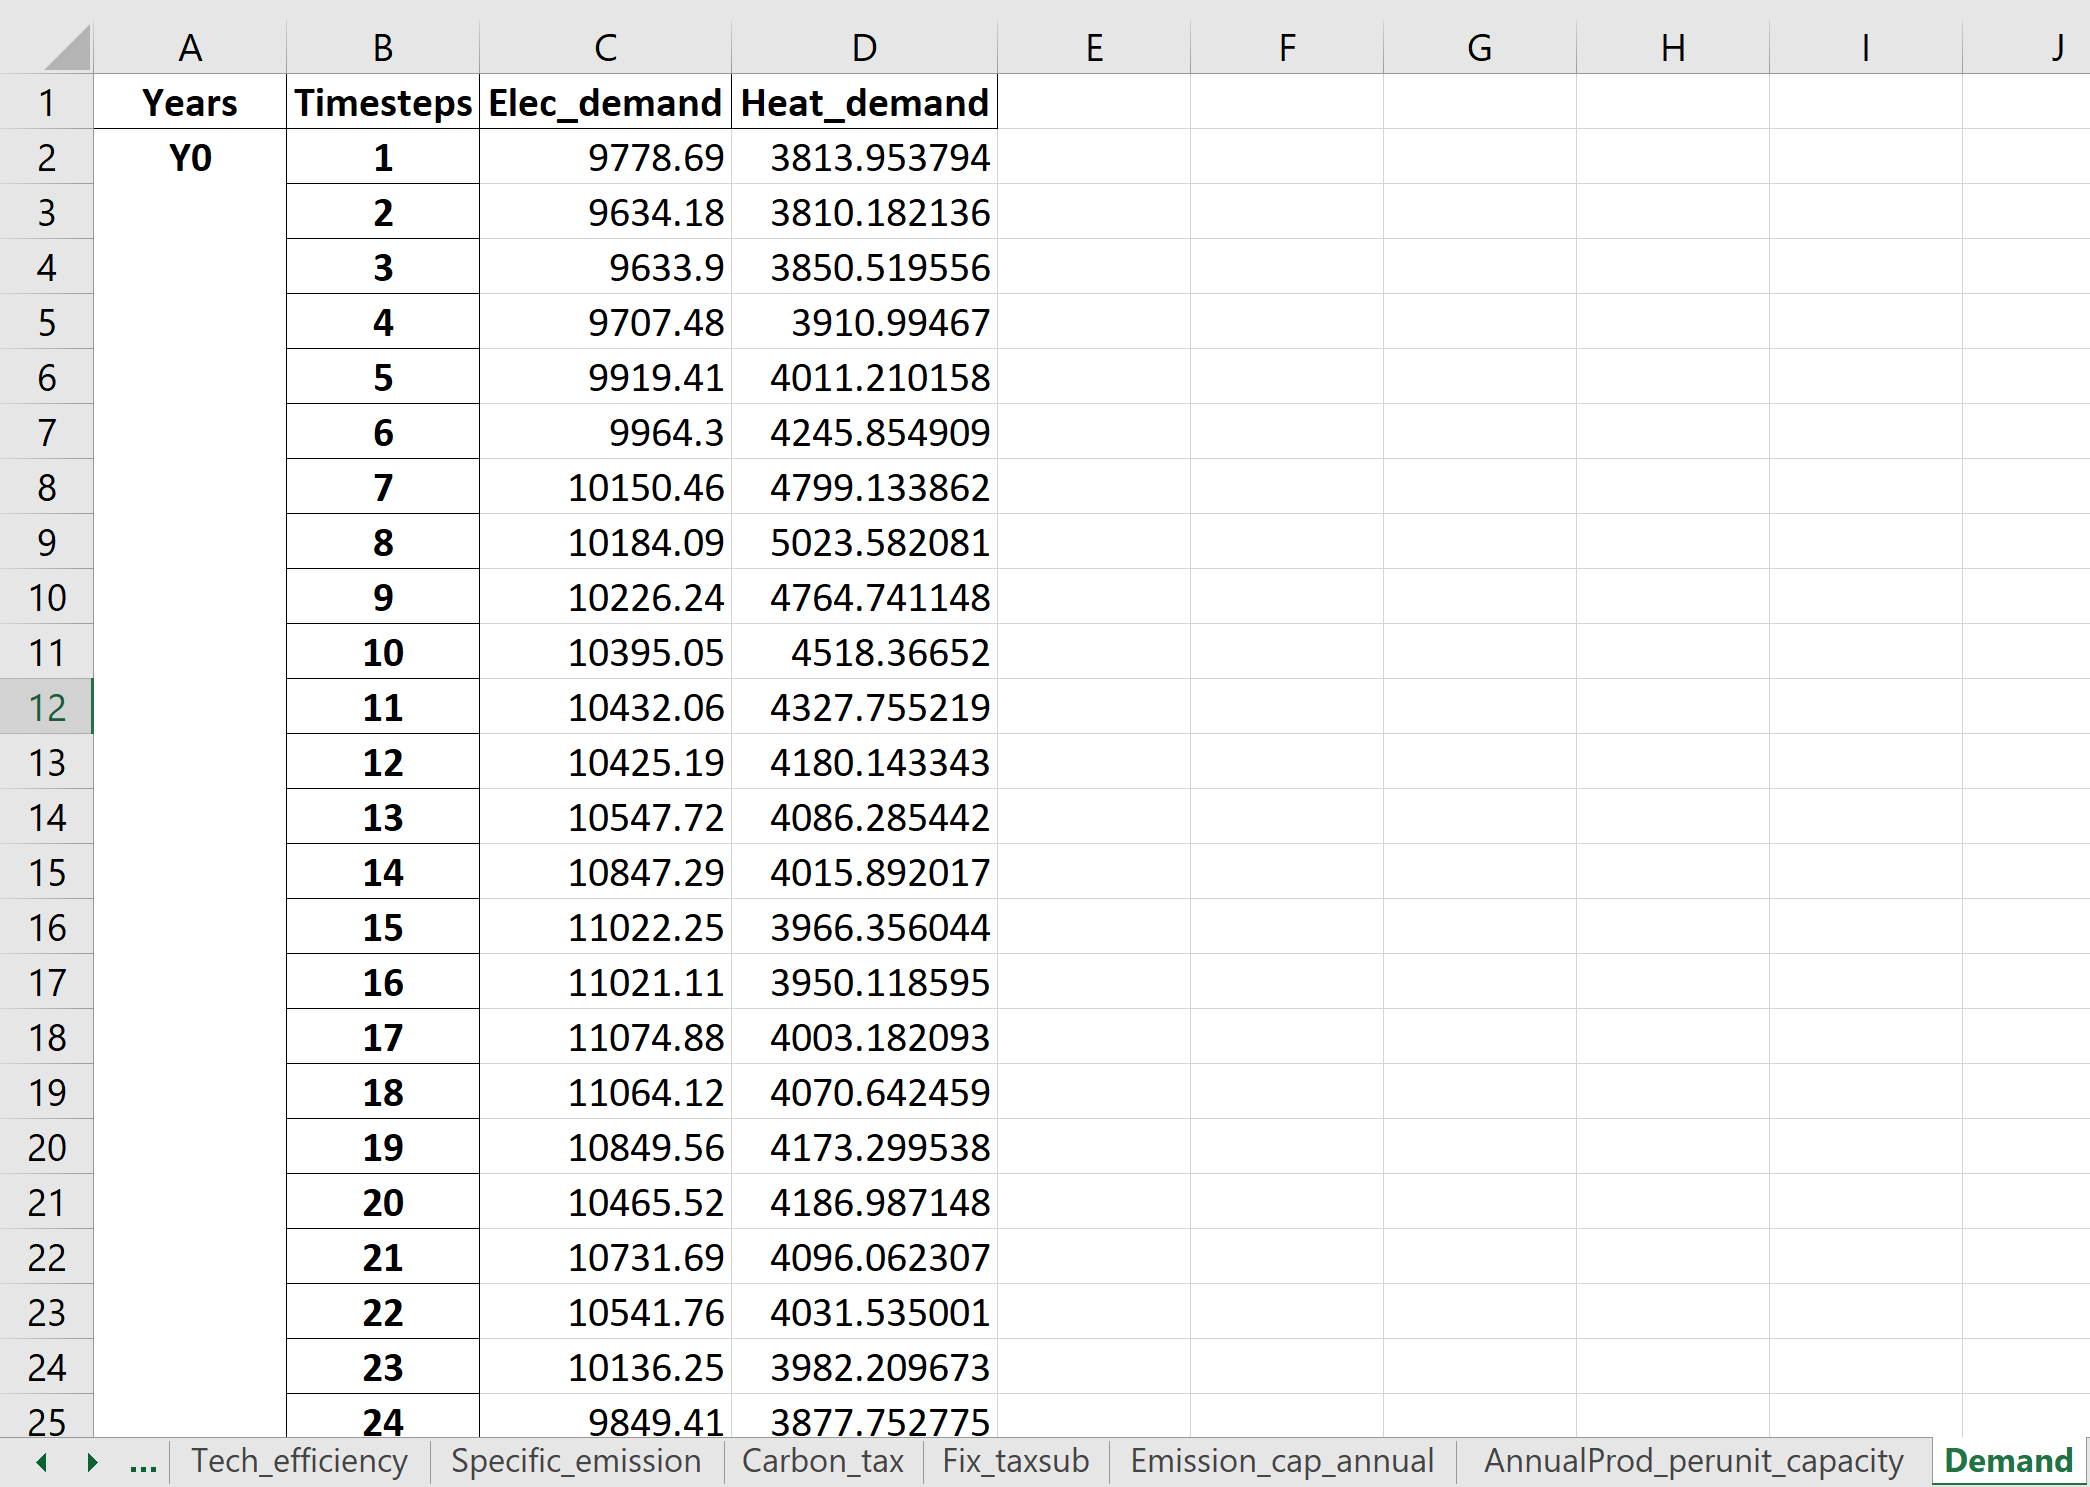 A B C D E F G H I J
1 Years Timesteps Elec_demand Heat_demand
2 Y0 1 9778.69 3813.953794
3 2 9634.18 3810.182136
4 3 9633.9 3850.519556
5 4 9707.48 3910.99467
6 5 9919.41 4011.210158
7 6 9964.3 4245.854909
8 7 10150.46 4799.133862
9 8 10184.09 5023.582081
10 9 10226.24 4764.741148
11 10 10395.05 4518.36652
12 11 10432.06 4327.755219
13 12 10425.19 4180.143343
14 13 10547.72 4086.285442
15 14 10847.29 4015.892017
16 15 11022.25 3966.356044
17 16 11021.11 3950.118595
18 17 11074.88 4003.182093
19 18 11064.12 4070.642459
20 19 10849.56 4173.299538
21 20 10465.52 4186.987148
22 21 10731.69 4096.062307
23 22 10541.76 4031.535001
24 23 10136.25 3982.209673
25 24 9849.41 3877.752775
... Tech_efficiency Specific_emission Carbon_tax Fix_taxsub Emission_cap_annual AnnualProd_perunit_capacity Demand